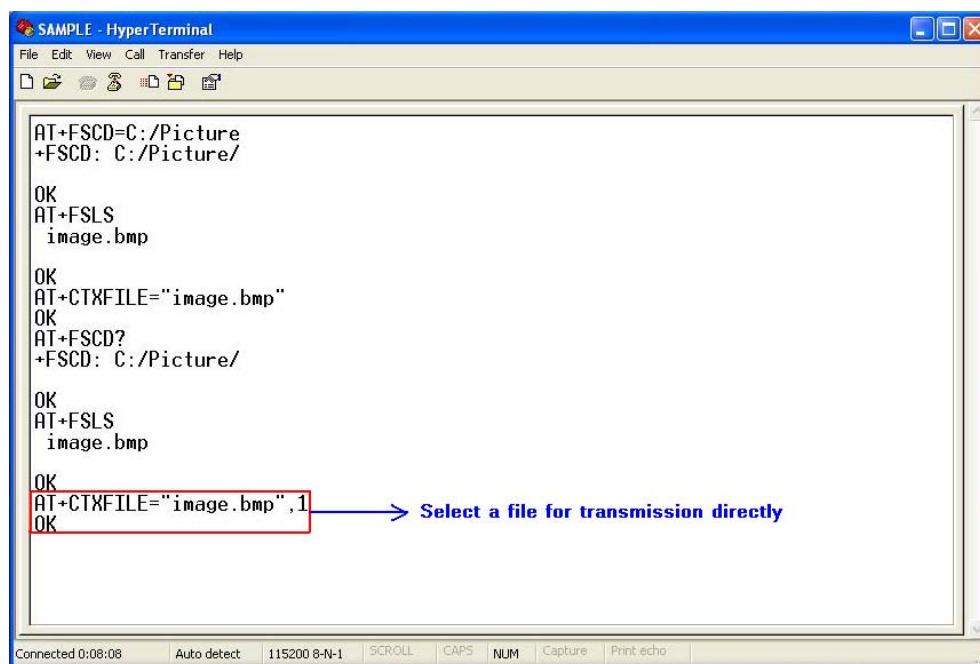 SAMPLE - HyperTerminal
File Edit View Call Transfer Help
AT+FSCD=C:/Picture
+FSCD: C:/Picture/
OK
AT+FSLS
image.bmp
OK
AT+CTXFILE="image.bmp"
OK
AT+FSCD?
+FSCD: C:/Picture/
OK
AT+FSLS
image.bmp
OK
AT+CTXFILE="image.bmp",1
Select a file for transmission directly
OK
Connected 0:08:08 Auto detect 115200 8-N-1 SCROLL CAPS NUM Capture Print echo